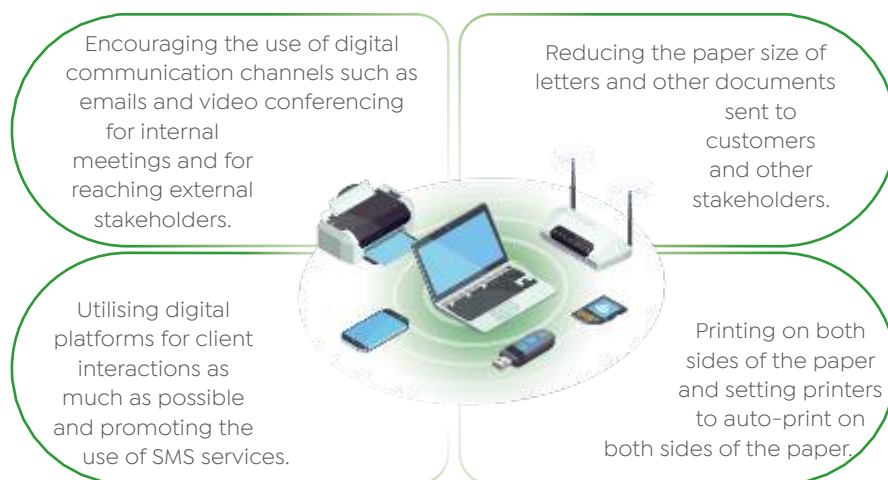 Encouraging the use of digital
communication channels such as
emails and video conferencing
for internal
meetings and for
reaching external
stakeholders.
Reducing the paper size of
letters and other documents
sent to
customers
and other
stakeholders.
Utilising digital
platforms for client
interactions as
much as possible
and promoting the
use of SMS services.
Printing on both
sides of the paper
and setting printers
to auto-print on
both sides of the paper.